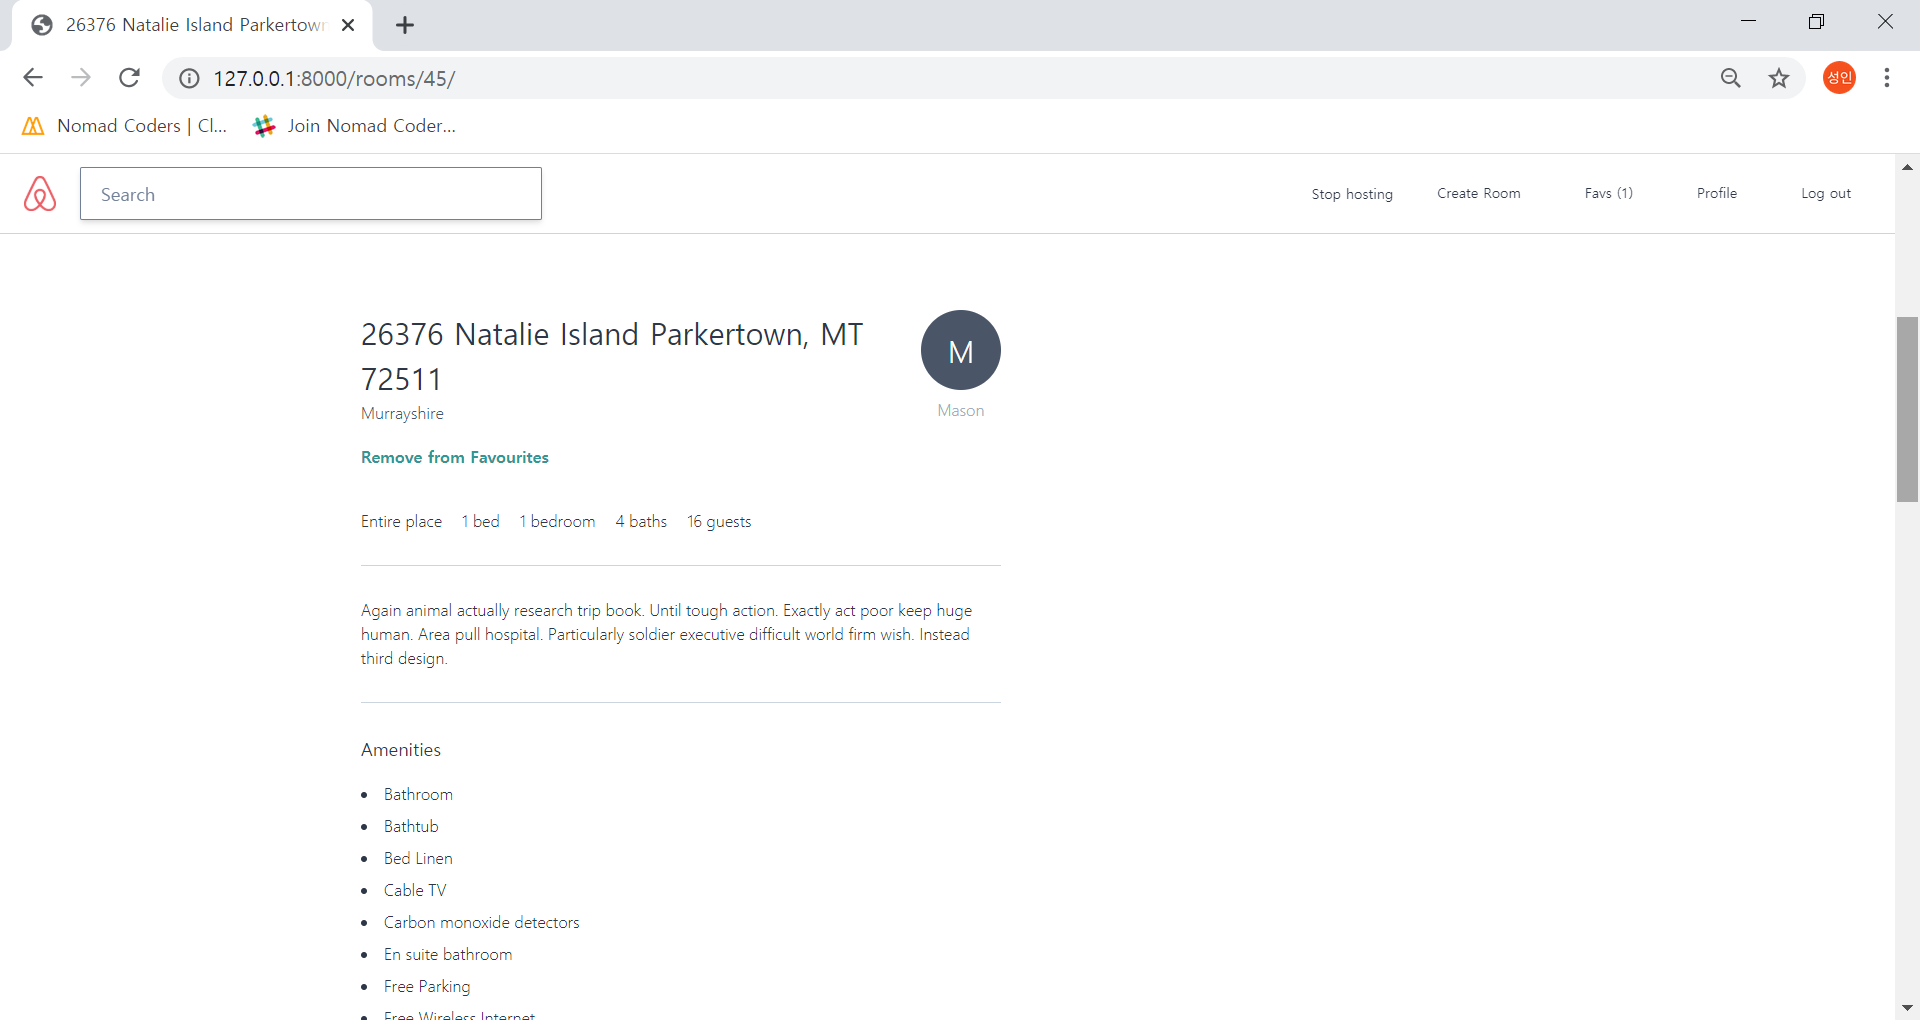 26376 Natalie Island Parkertown
127.0.0.1:8000/rooms/45/
성인
Nomad Coders | Cl...
Join Nomad Coder...
Search
Stop hosting
Create Room
Favs (1)
Profile
Log out
26376 Natalie Island Parkertown, MT
72511
M
Murrayshire
Mason
Remove from Favourites
Entire place 1 bed 1 bedroom 4 baths 16 guests
Again animal actually research trip book. Until tough action. Exactly act poor keep huge
human. Area pull hospital. Particularly soldier executive difficult world firm wish. Instead
third design.
Amenities
Bathroom
Bathtub
Bed Linen
Cable TV
Carbon monoxide detectors
En suite bathroom
Free Parking
Free Wireless Internet